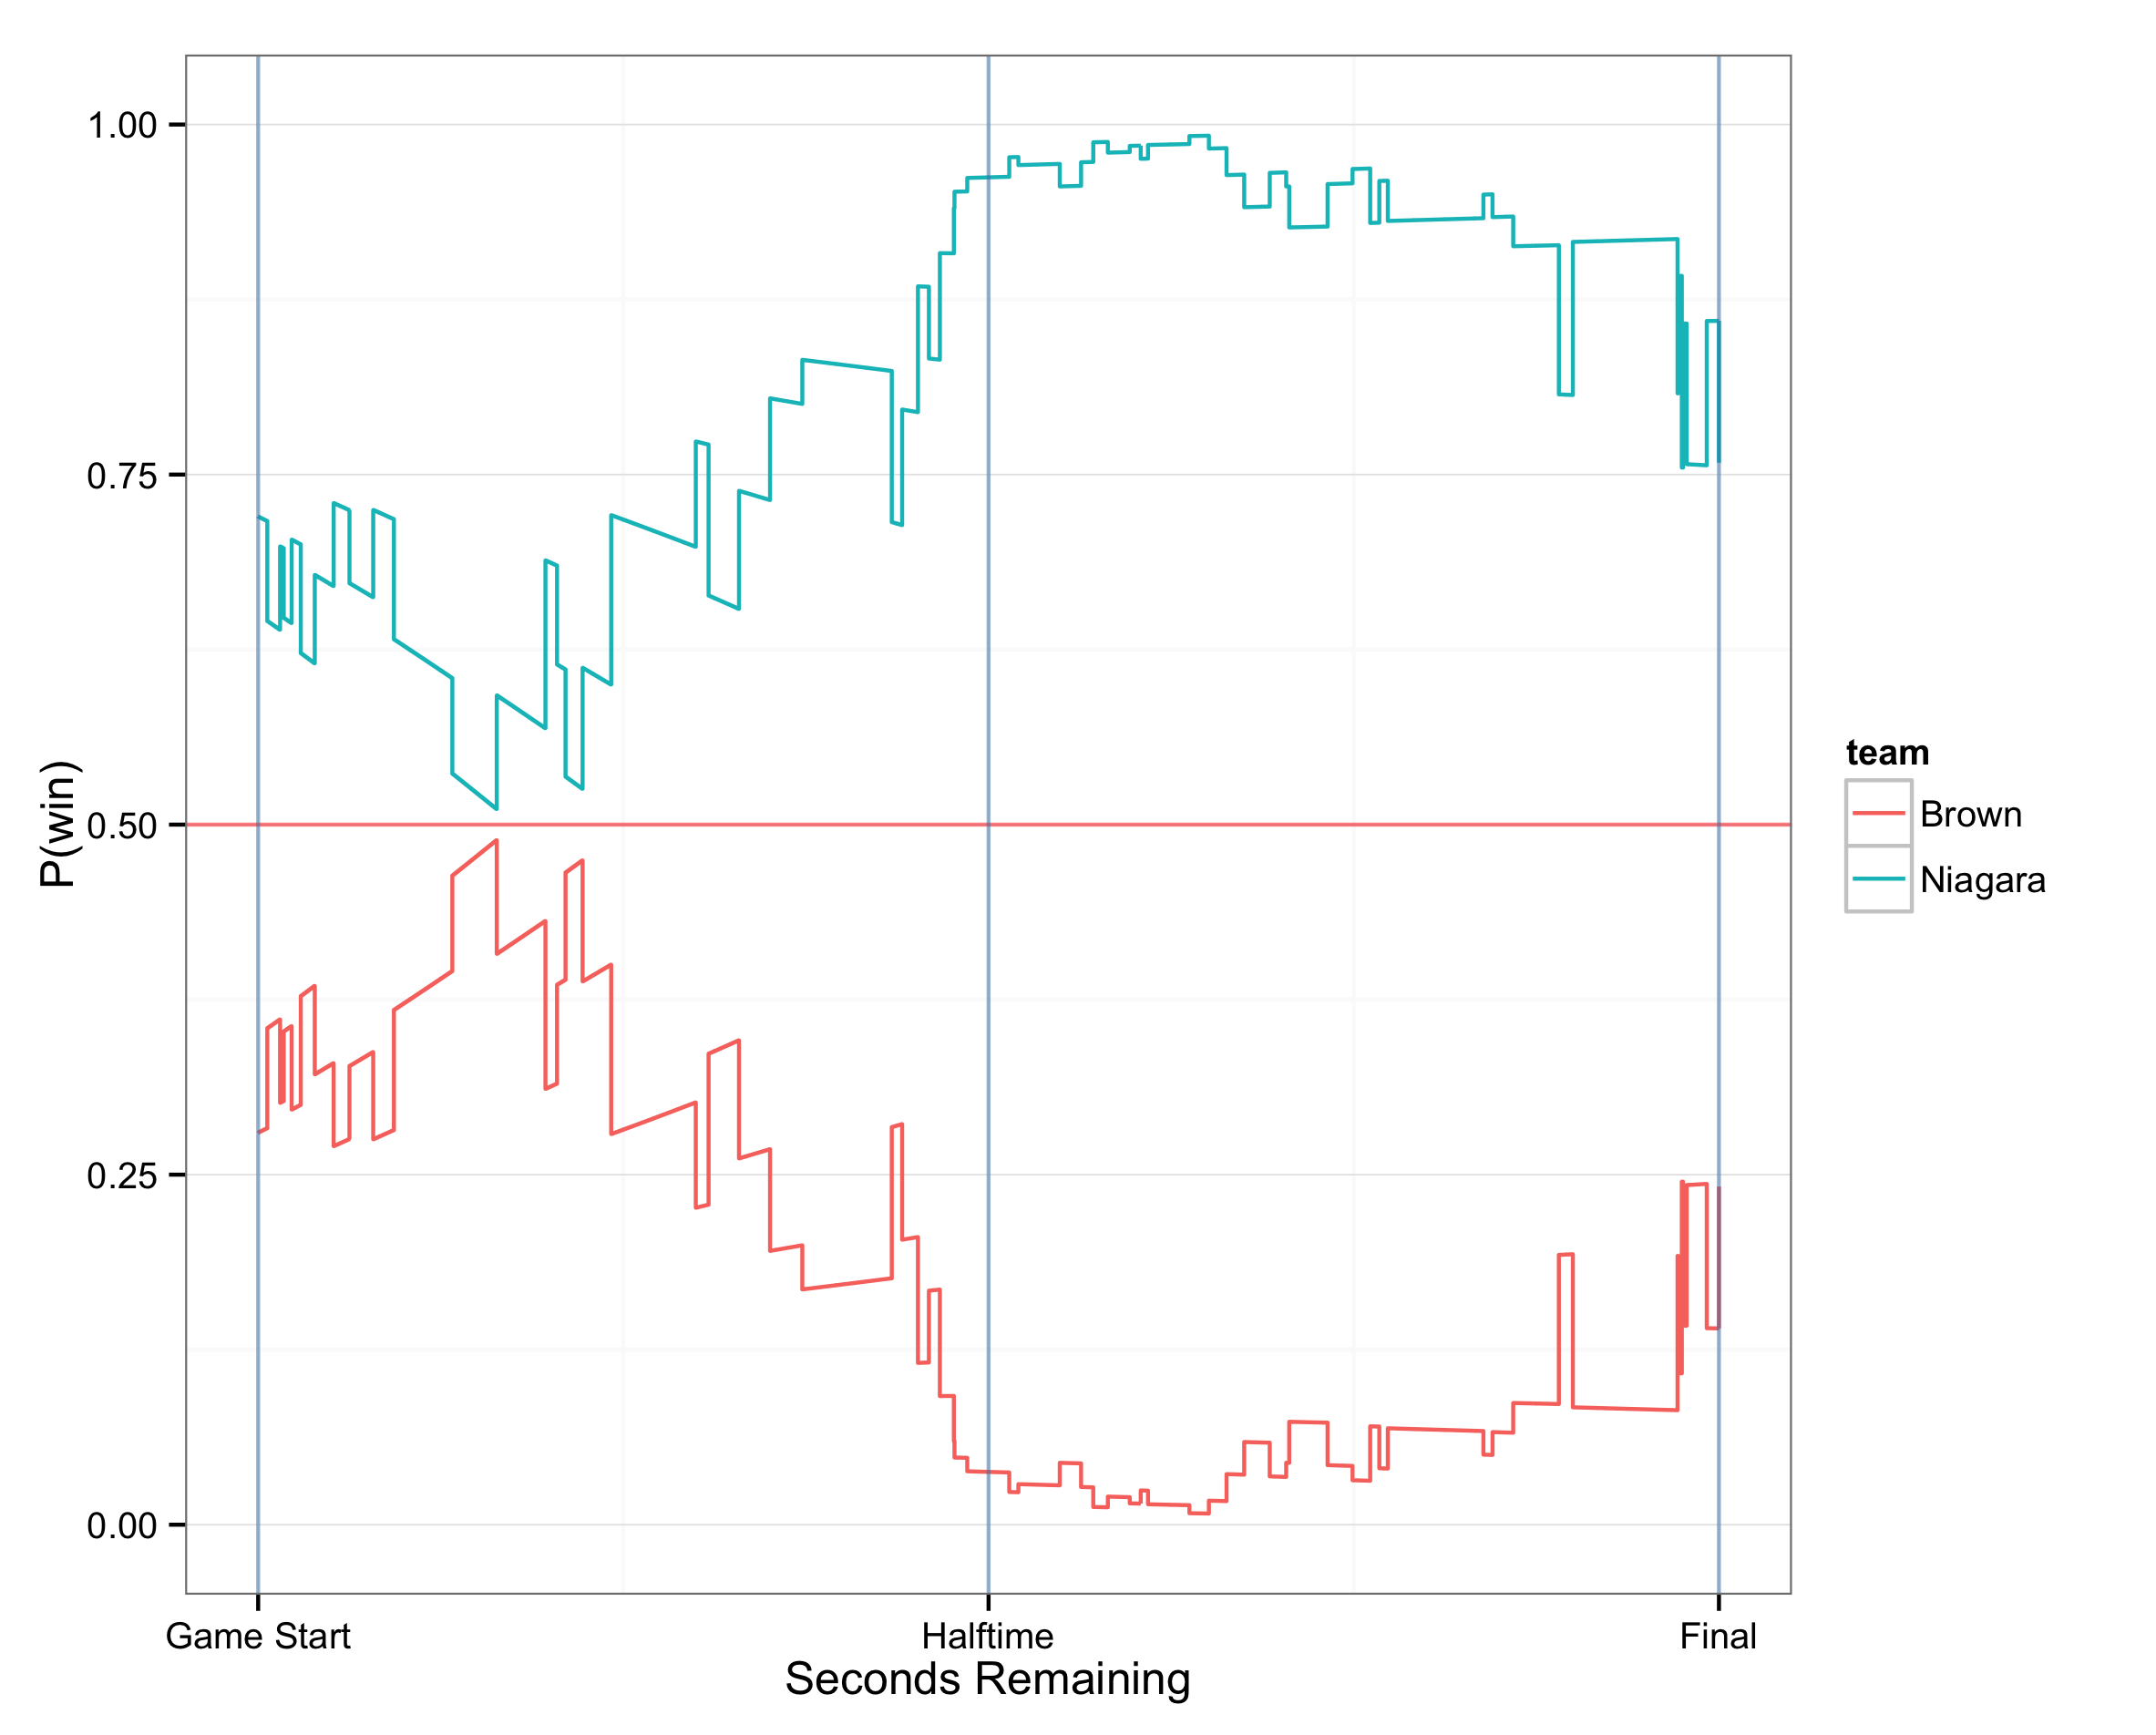 1.00
0.75
0.50
0.25
0.00
P(win)
Game Start
Halftime
Final
Seconds Remaining
team
Brown
Niagara